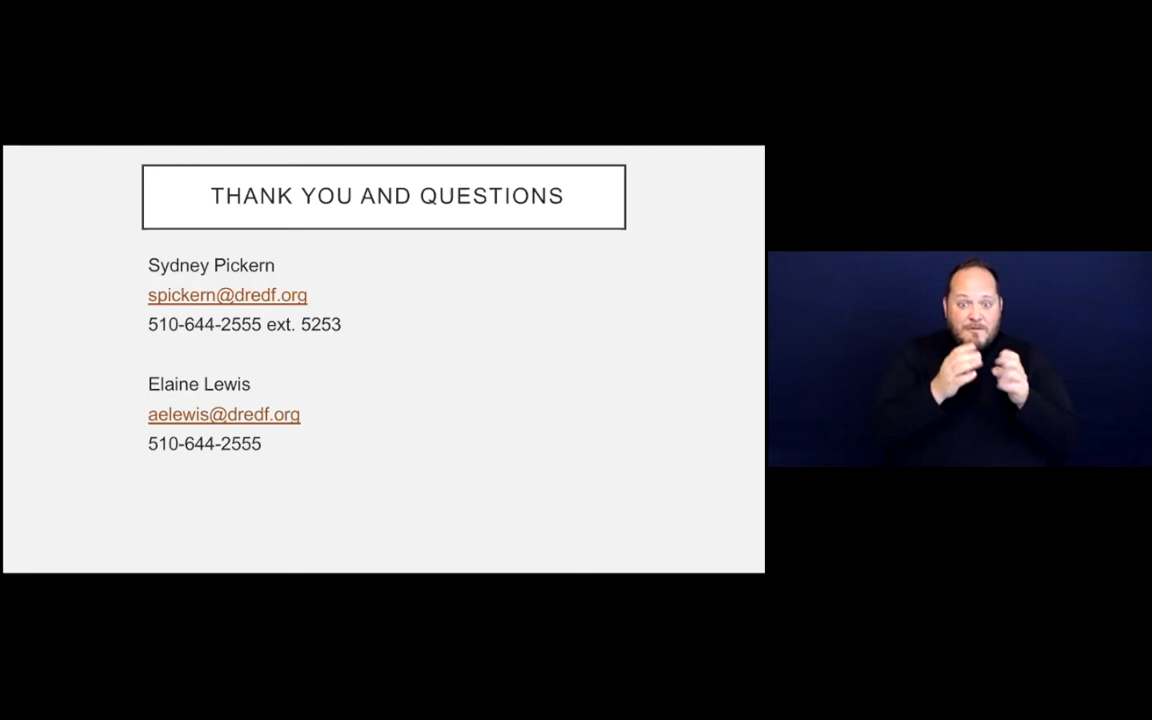 THANK YOU AND QUESTIONS
Sydney Pickern
spickern@dredf.org
510-644-2555 ext. 5253
Elaine Lewis
aelewis@dredf.org
510-644-2555